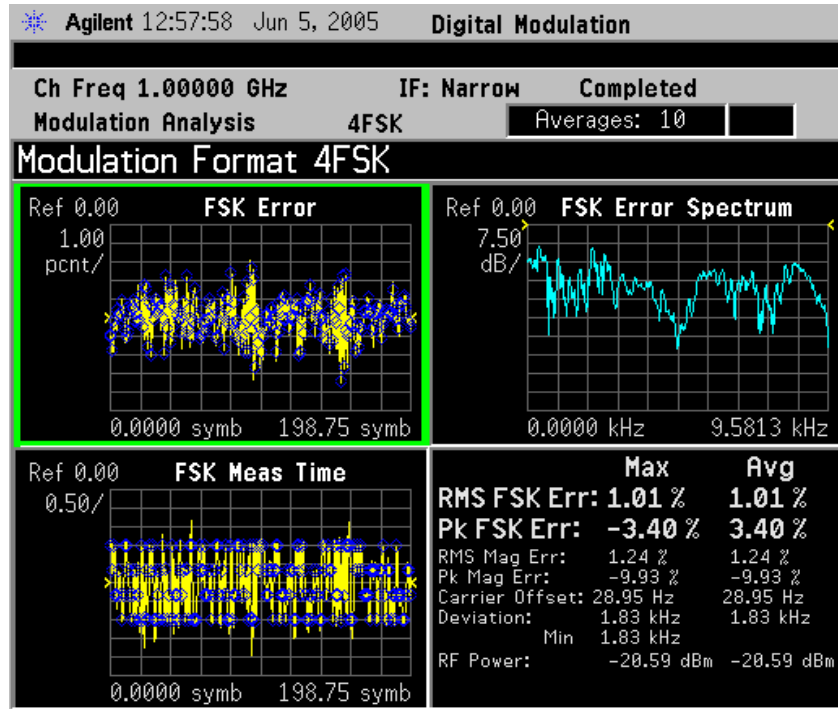 Agilent 12:57:58 Jun 5, 2005 Digital Modulation
Ch Freq 1.00000 GHz IF: Narrow Completed
Modulation Analysis 4FSK Averages: 10
Modulation Format 4FSK
Ref 0.00 FSK Error
1.00
pcnt/
0.0000 symb 198.75 symb
Ref 0.00 FSK Error Spectrum
7.50
dB/
0.0000 kHz 9.5813 kHz
Ref 0.00 FSK Meas Time
0.50/
0.0000 symb 198.75 symb
Max Avg
RMS FSK Err: 1.01 % 1.01 %
Pk FSK Err: -3.40 % 3.40 %
RMS Mag Err: 1.24 % 1.24 %
Pk Mag Err: -9.93 % -9.93 %
Carrier Offset: 28.95 Hz 28.95 Hz
Deviation: 1.83 kHz 1.83 kHz
Min 1.83 kHz
RF Power: -20.59 dBm -20.59 dBm